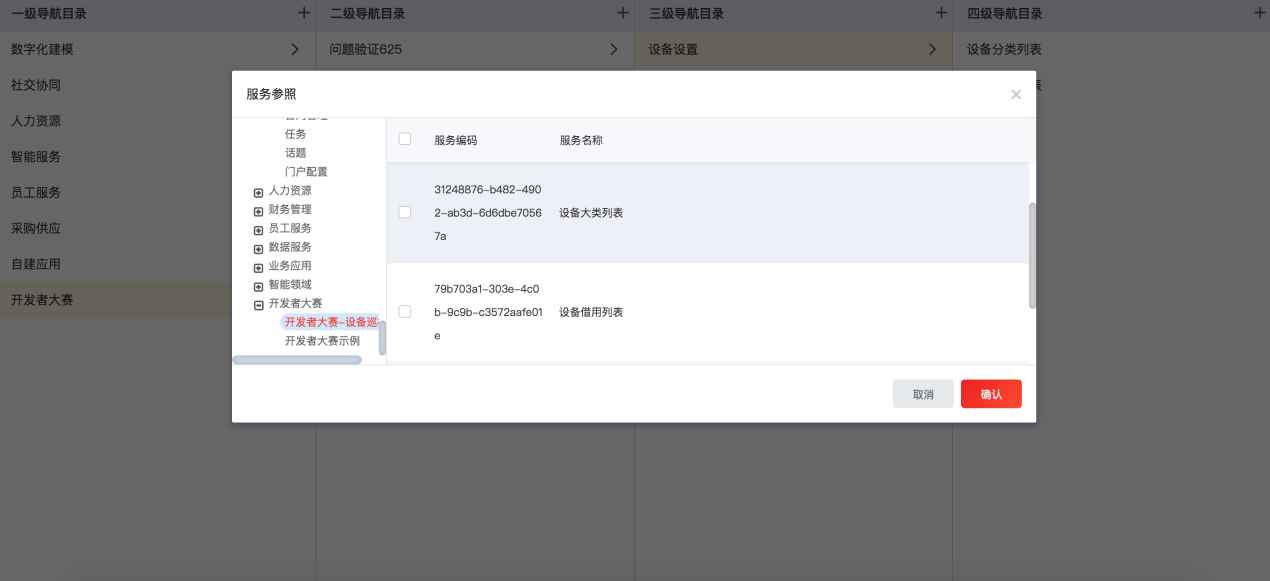 一级导航目录
二级导航目录
三级导航目录
四级导航目录
数字化建模
问题验证625
设备设置
设备分类列表
社交协同
人力资源
智能服务
员工服务
采购供应
自建应用
开发者大赛
服务参照
任务
话题
门户配置
人力资源
财务管理
员工服务
数据服务
业务应用
智能领域
开发者大赛
开发者大赛-设备巡
开发者大赛示例
服务编码
服务名称
31248876-b482-490
2-ab3d-6d6dbe7056
7a
设备大类列表
79b703a1-303e-4c0
b-9c9b-c3572aafe01
e
设备借用列表
取消
确认